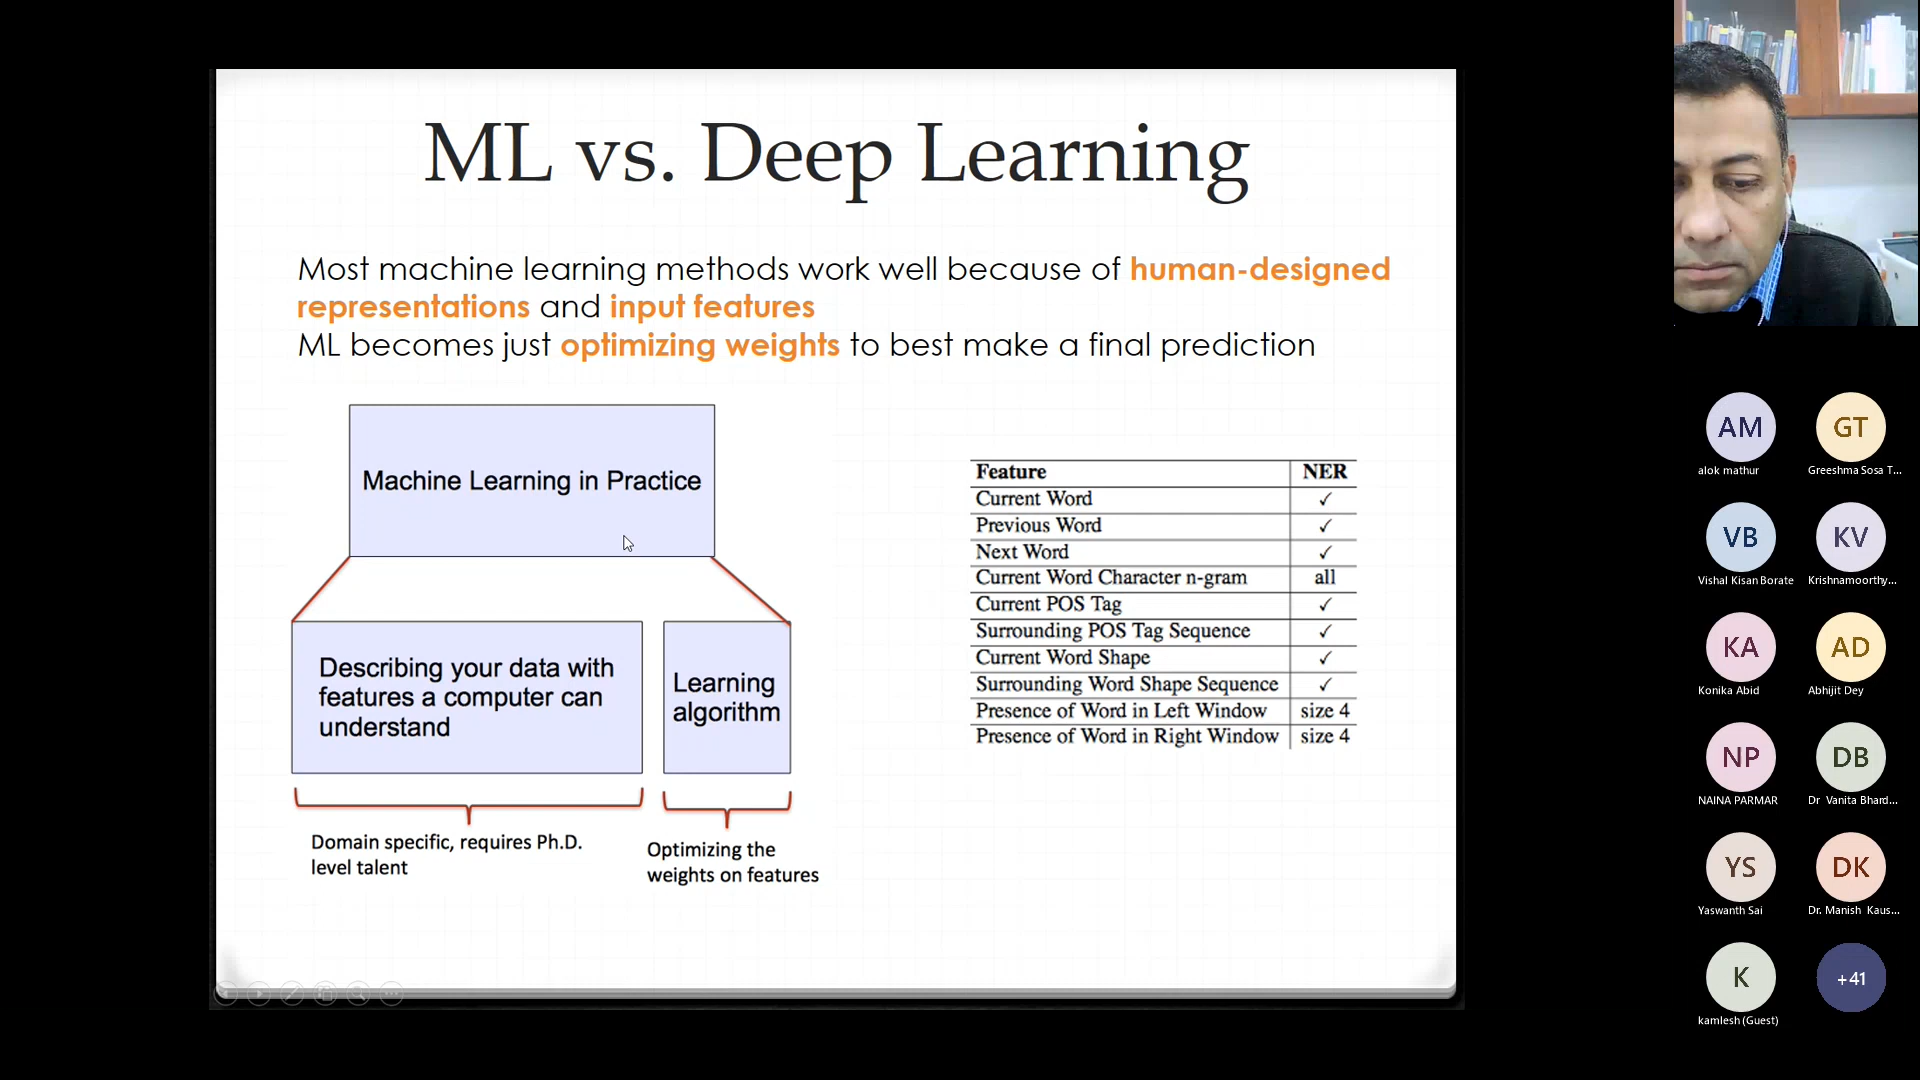 ML vs. Deep Learning
Most machine learning methods work well because of human-designed
representations and input features
ML becomes just optimizing weights to best make a final prediction
Machine Learning in Practice
Describing your data with
features a computer can
understand
Learning
algorithm
Domain specific, requires Ph.D.
level talent
Optimizing the
weights on features
Feature NER
Current Word ✓
Previous Word ✓
Next Word ✓
Current Word Character n-gram all
Current POS Tag ✓
Surrounding POS Tag Sequence ✓
Current Word Shape ✓
Surrounding Word Shape Sequence ✓
Presence of Word in Left Window size 4
Presence of Word in Right Window size 4
AM GT
alok mathur Greeshma Sosa T...
VB KV
Vishal Kisan Borate Krishnamoorthy...
KA AD
Konika Abid Abhijit Dey
NP DB
NAINA PARMAR Dr Vanita Bhard...
YS DK
Yaswanth Sai Dr. Manish Kaus...
K +41
kamlesh (Guest)